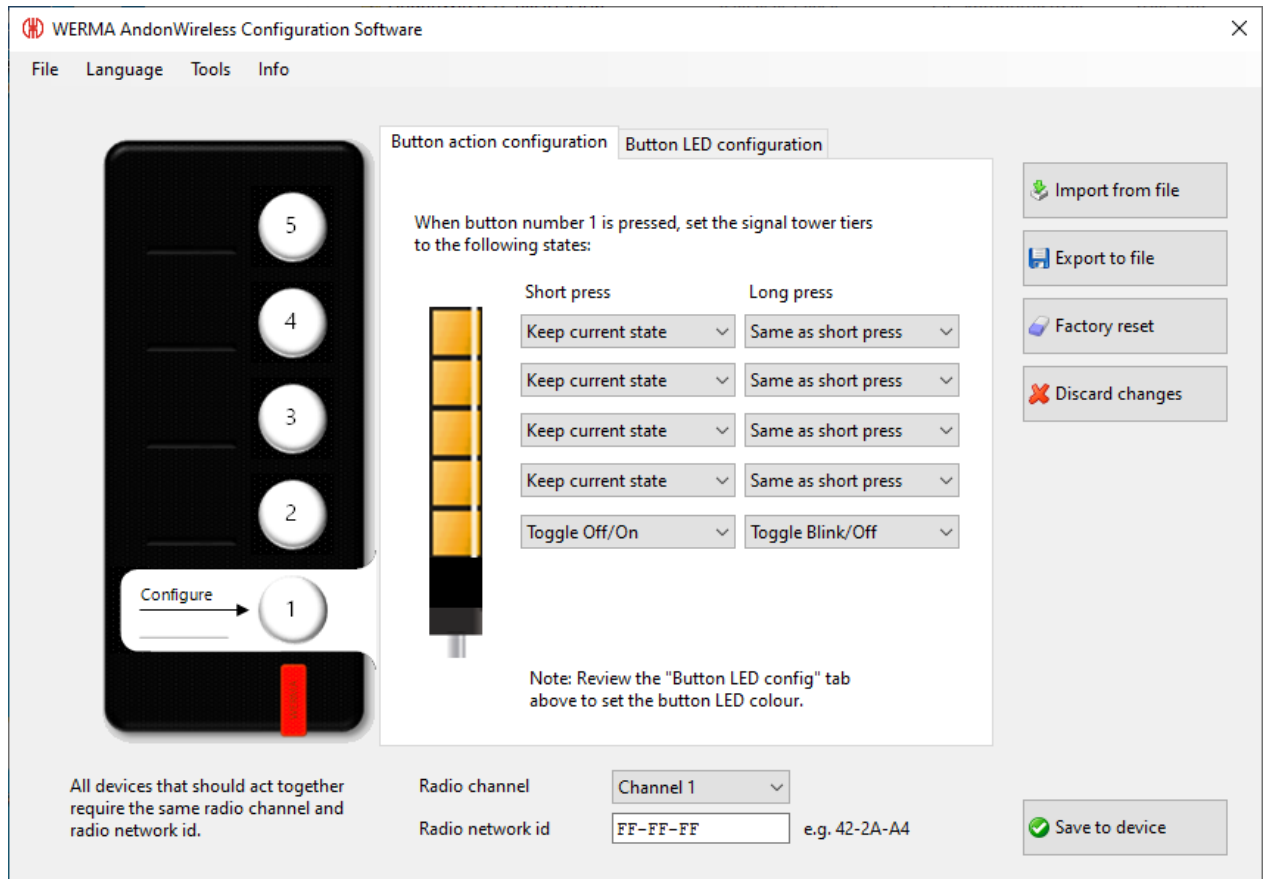 WERMA AndonWireless Configuration Software
File Language Tools Info
Button action configuration Button LED configuration
5
4
3
2
Configure
1
When button number 1 is pressed, set the signal tower tiers
to the following states:
Short press Long press
Keep current state Same as short press
Keep current state Same as short press
Keep current state Same as short press
Keep current state Same as short press
Toggle Off/On Toggle Blink/Off
Note: Review the "Button LED config" tab
above to set the button LED colour.
Import from file
Export to file
Factory reset
Discard changes
All devices that should act together
require the same radio channel and
radio network id.
Radio channel Channel 1
Radio network id FF-FF-FF e.g. 42-2A-A4
Save to device